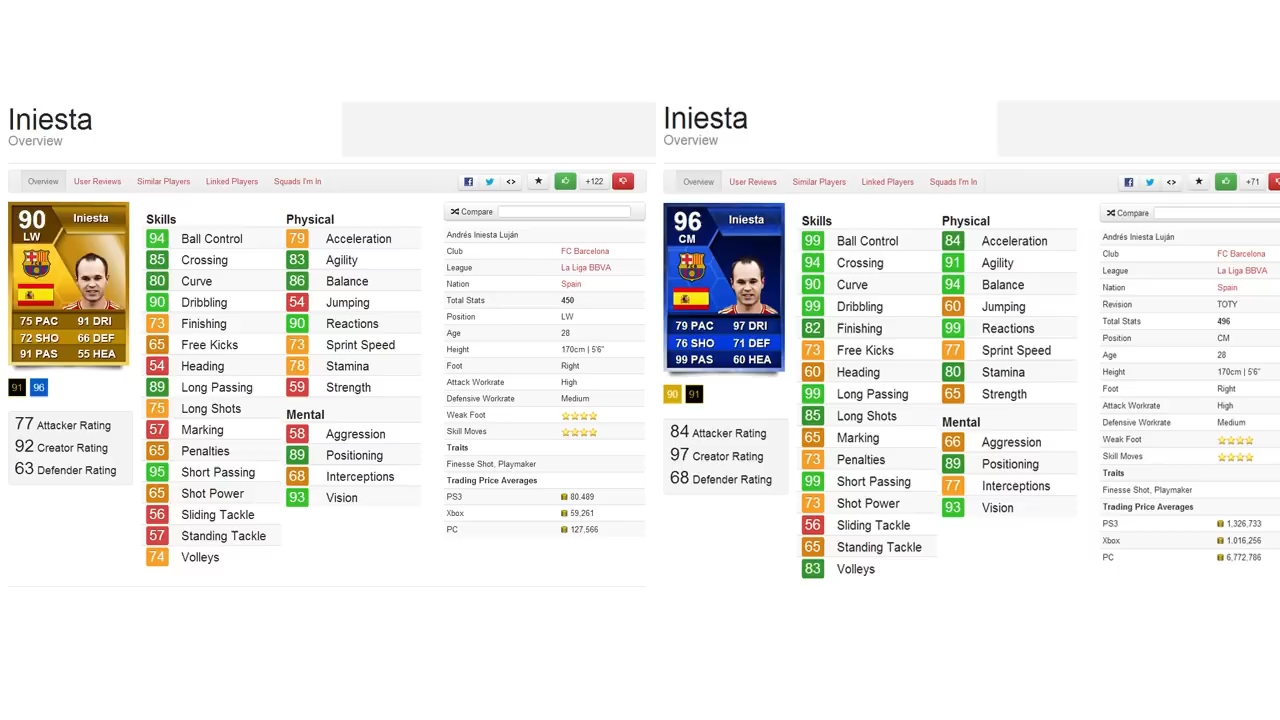 Iniesta
Overview
Overview User Reviews Similar Players Linked Players Squads I'm In +122
90 Iniesta
LW
75 PAC 91 DRI
72 SHO 66 DEF
91 PAS 55 HEA
91 96
77 Attacker Rating
92 Creator Rating
63 Defender Rating
Skills
94 Ball Control
85 Crossing
80 Curve
90 Dribbling
73 Finishing
65 Free Kicks
54 Heading
89 Long Passing
75 Long Shots
57 Marking
65 Penalties
95 Short Passing
65 Shot Power
56 Sliding Tackle
57 Standing Tackle
74 Volleys
Physical
79 Acceleration
83 Agility
86 Balance
54 Jumping
90 Reactions
73 Sprint Speed
78 Stamina
59 Strength
Mental
58 Aggression
89 Positioning
68 Interceptions
93 Vision
Compare
Andrés Iniesta Luján
Club FC Barcelona
League La Liga BBVA
Nation Spain
Total Stats 450
Position LW
Age 28
Height 170cm | 5'6"
Foot Right
Attack Workrate High
Defensive Workrate Medium
Weak Foot
Skill Moves
Traits
Finesse Shot, Playmaker
Trading Price Averages
PS3 80,489
Xbox 59,261
PC 127,566
Iniesta
Overview
Overview User Reviews Similar Players Linked Players Squads I'm In +71
96 Iniesta
CM
79 PAC 97 DRI
76 SHO 71 DEF
99 PAS 60 HEA
90 91
84 Attacker Rating
97 Creator Rating
68 Defender Rating
Skills
99 Ball Control
94 Crossing
90 Curve
99 Dribbling
82 Finishing
73 Free Kicks
60 Heading
99 Long Passing
85 Long Shots
65 Marking
73 Penalties
99 Short Passing
73 Shot Power
56 Sliding Tackle
65 Standing Tackle
83 Volleys
Physical
84 Acceleration
91 Agility
94 Balance
60 Jumping
99 Reactions
77 Sprint Speed
80 Stamina
65 Strength
Mental
66 Aggression
89 Positioning
77 Interceptions
93 Vision
Compare
Andrés Iniesta Luján
Club FC Barcelona
League La Liga BBVA
Nation Spain
Revision TOTY
Total Stats 496
Position CM
Age 28
Height 170cm | 5'6"
Foot Right
Attack Workrate High
Defensive Workrate Medium
Weak Foot
Skill Moves
Traits
Finesse Shot, Playmaker
Trading Price Averages
PS3 1,326,733
Xbox 1,016,256
PC 6,772,786